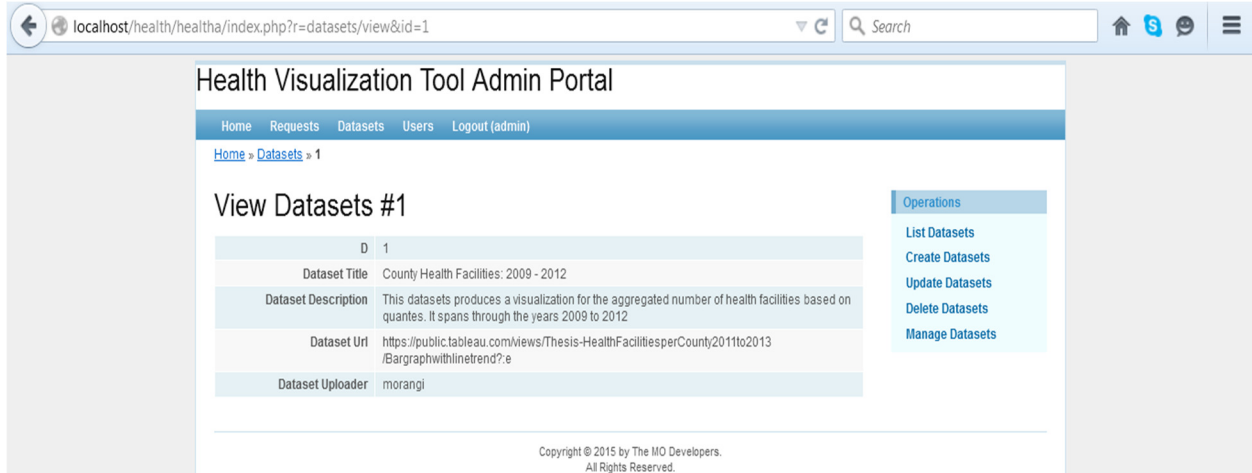 localhost/health/healtha/index.php?r=datasets/view&id=1
Search
Health Visualization Tool Admin Portal
Home Requests Datasets Users Logout (admin)
Home » Datasets » 1
View Datasets #1
D 1
Dataset Title County Health Facilities: 2009 - 2012
Dataset Description This datasets produces a visualization for the aggregated number of health facilities based on
quantes. It spans through the years 2009 to 2012
Dataset Url https://public.tableau.com/views/Thesis-HealthFacilitiesperCounty2011to2013
/Bargraphwithlinetrend?:e
Dataset Uploader morangi
Operations
List Datasets
Create Datasets
Update Datasets
Delete Datasets
Manage Datasets
Copyright © 2015 by The MO Developers.
All Rights Reserved.